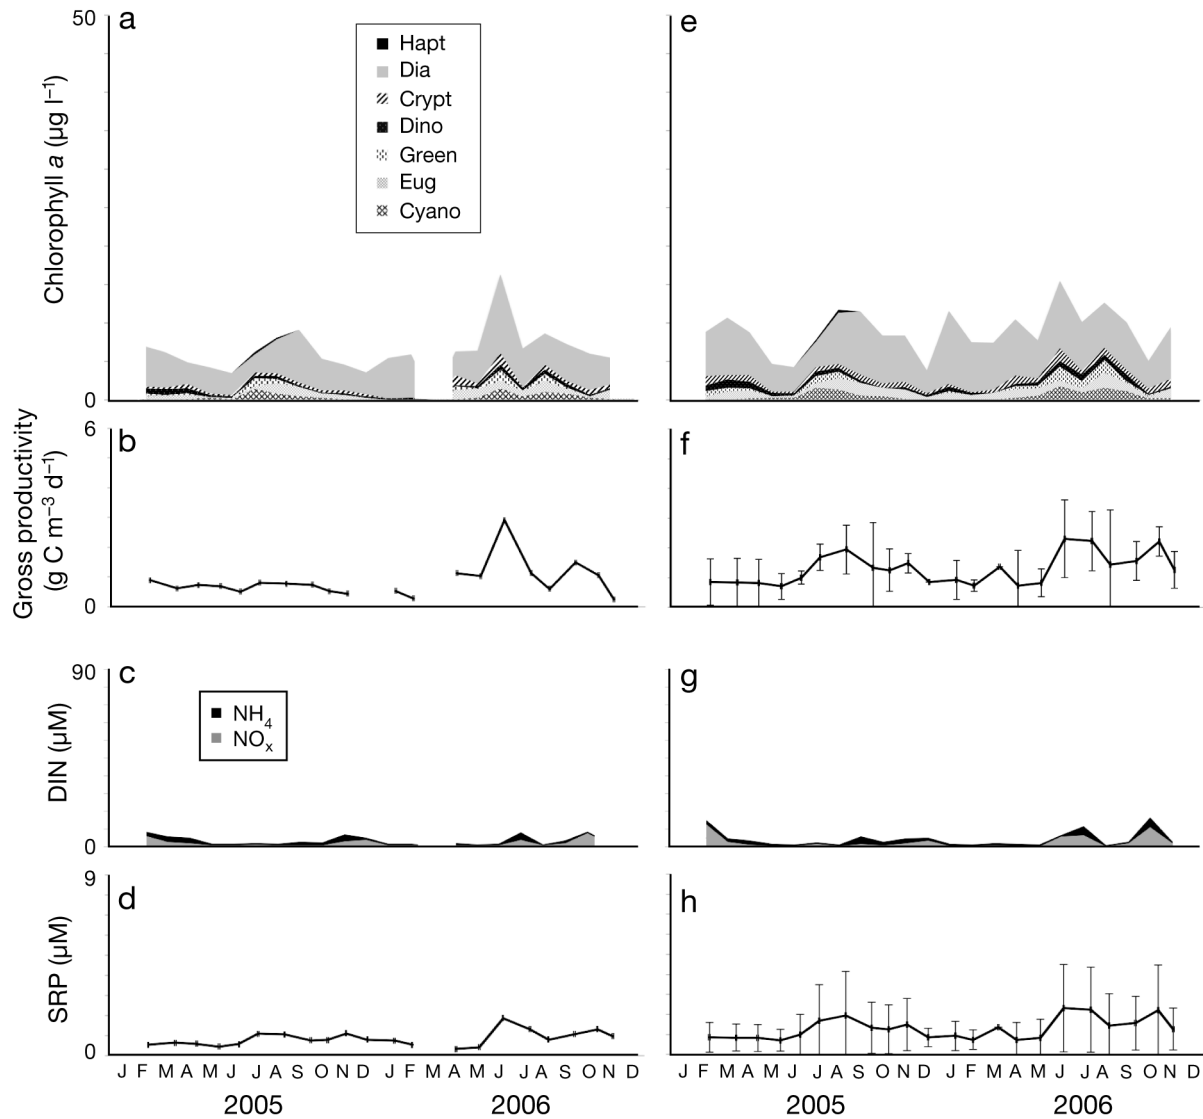 a
e
50
Hapt
Dia
Crypt
Dino
Green
Eug
Cyano
Chlorophyll a (µg l⁻¹)
0
6
b
f
Gross productivity
(g C m⁻³ d⁻¹)
0
90
c
g
NH₄
NOₓ
DIN (µM)
0
9
d
h
SRP (µM)
0
J F M A M J J A S O N D J F M A M J J A S O N D
J F M A M J J A S O N D J F M A M J J A S O N D
2005 2006 2005 2006